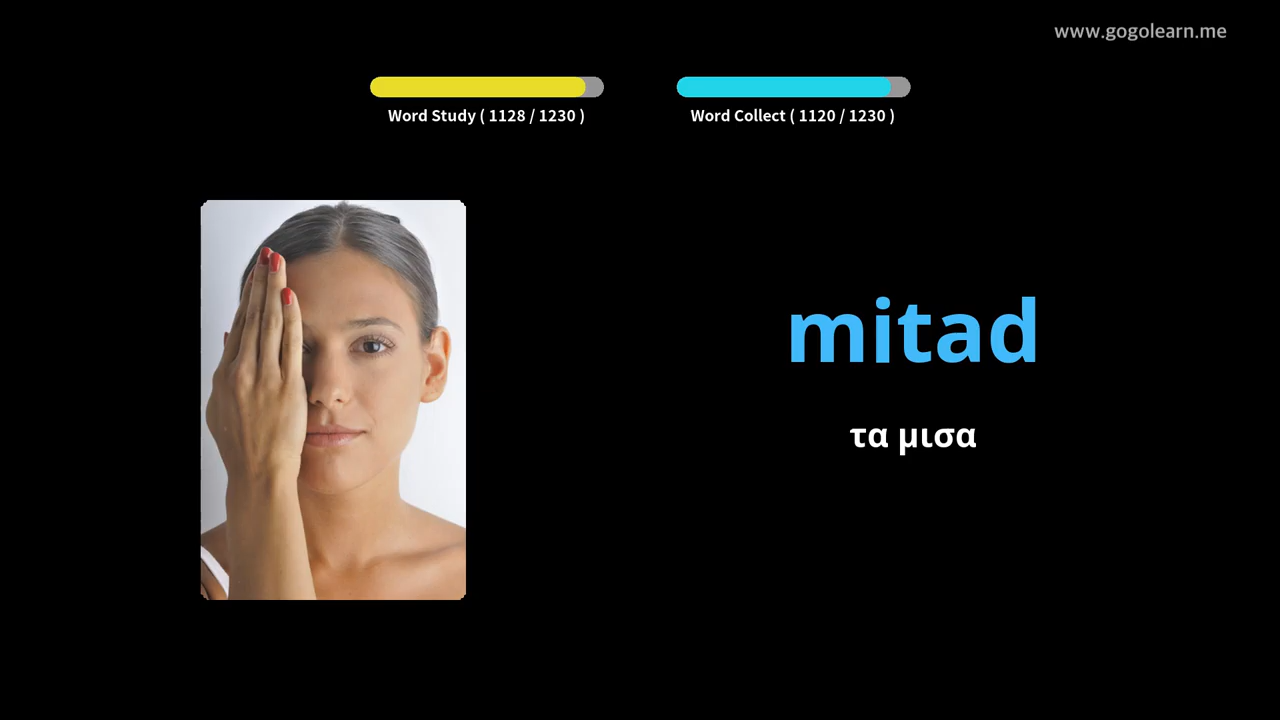 www.gogolearn.me
Word Study ( 1128 / 1230 )
Word Collect ( 1120 / 1230 )
mitad
τα μισα